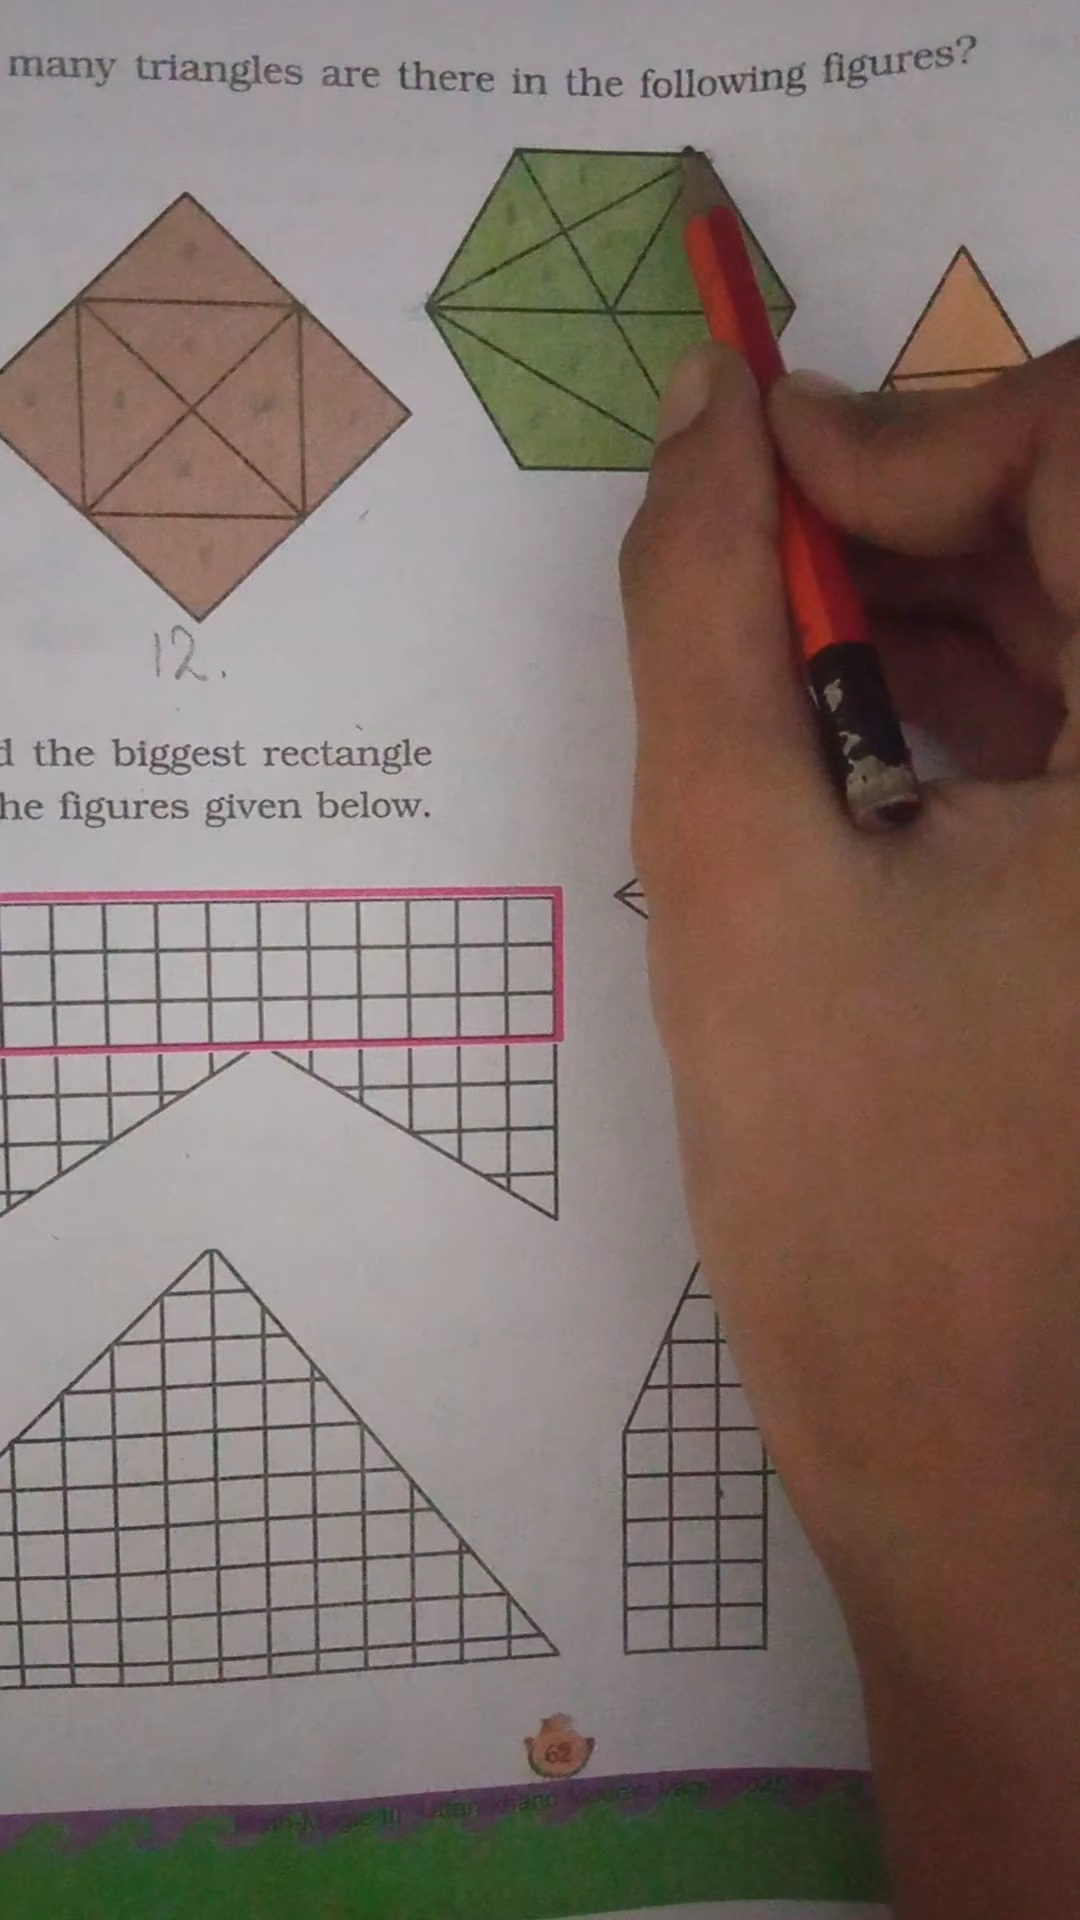 many triangles are there in the following figures?
12.
d the biggest rectangle
he figures given below.
62